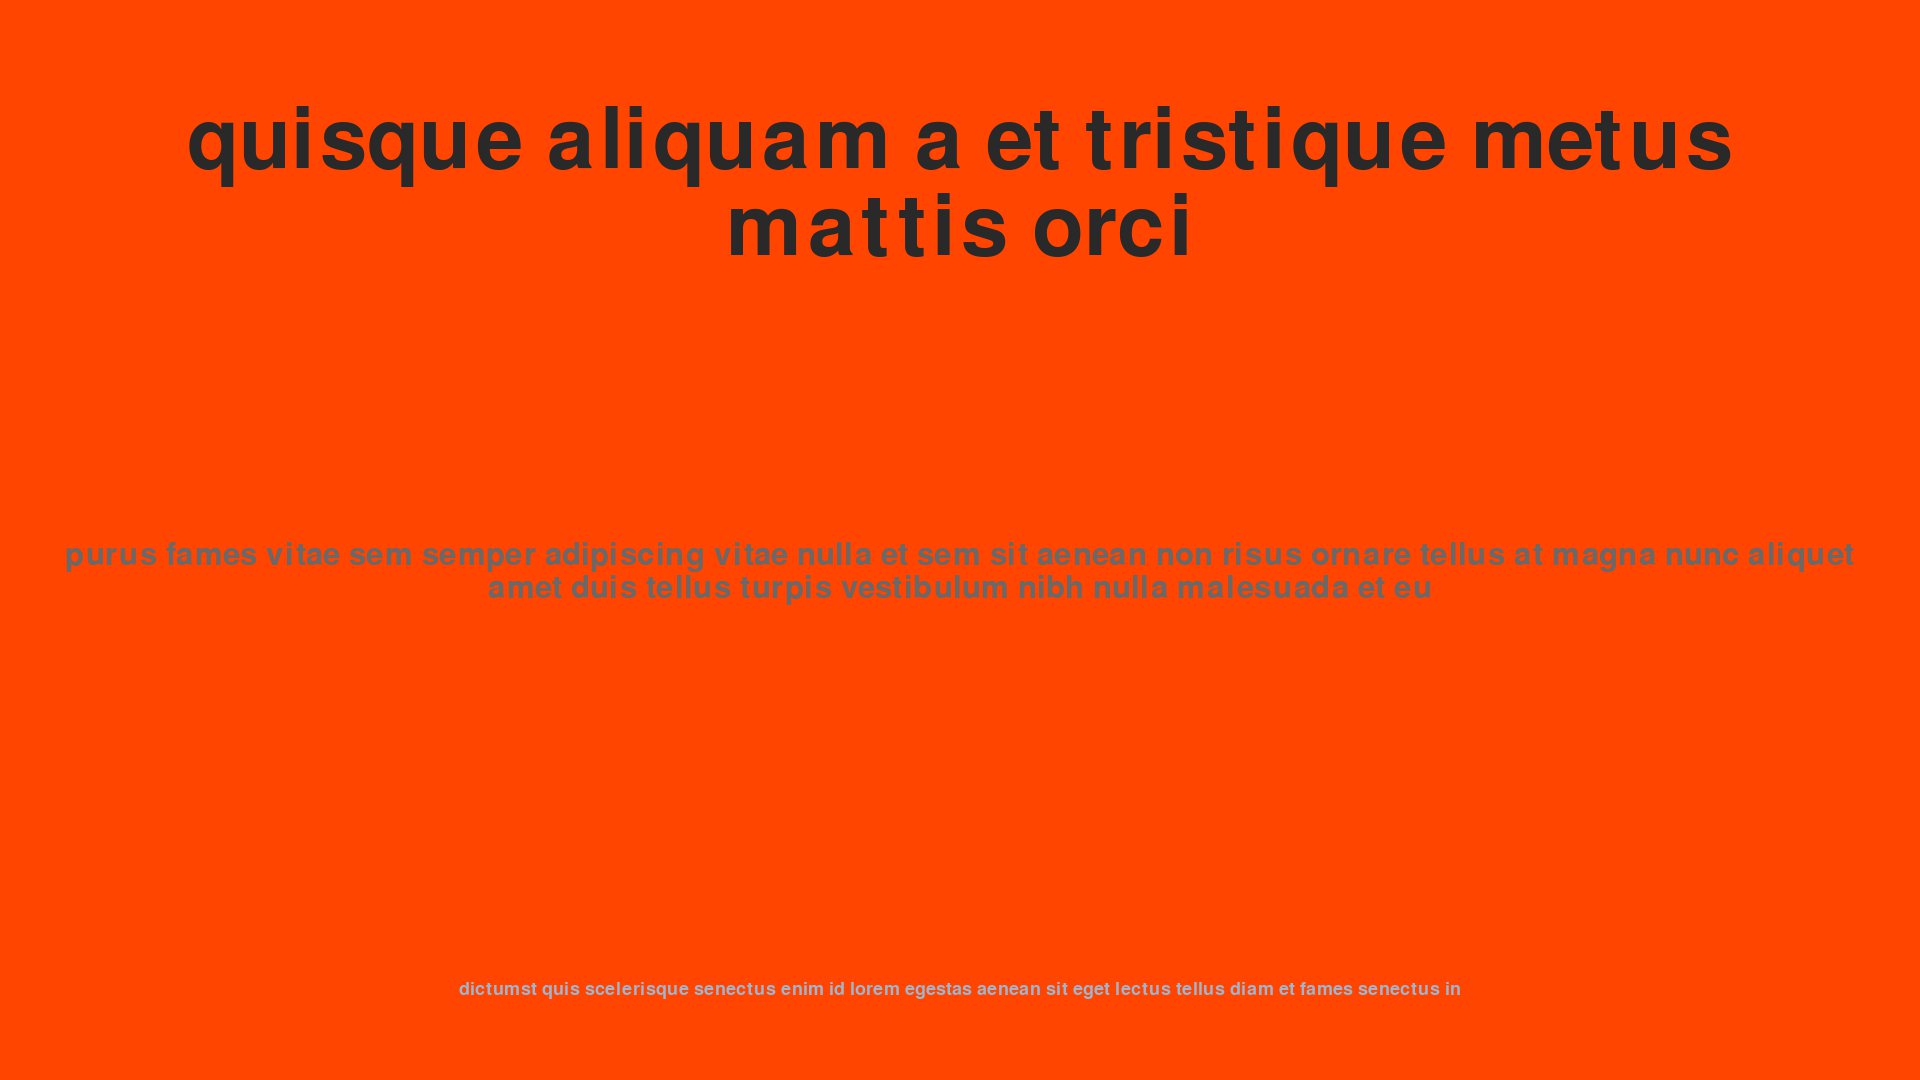 quisque aliquam a et tristique metus
mattis orci
purus fames vitae sem semper adipiscing vitae nulla et sem sit aenean non risus ornare tellus at magna nunc aliquet
amet duis tellus turpis vestibulum nibh nulla malesuada et eu
dictumst quis scelerisque senectus enim id lorem egestas aenean sit eget lectus tellus diam et fames senectus in